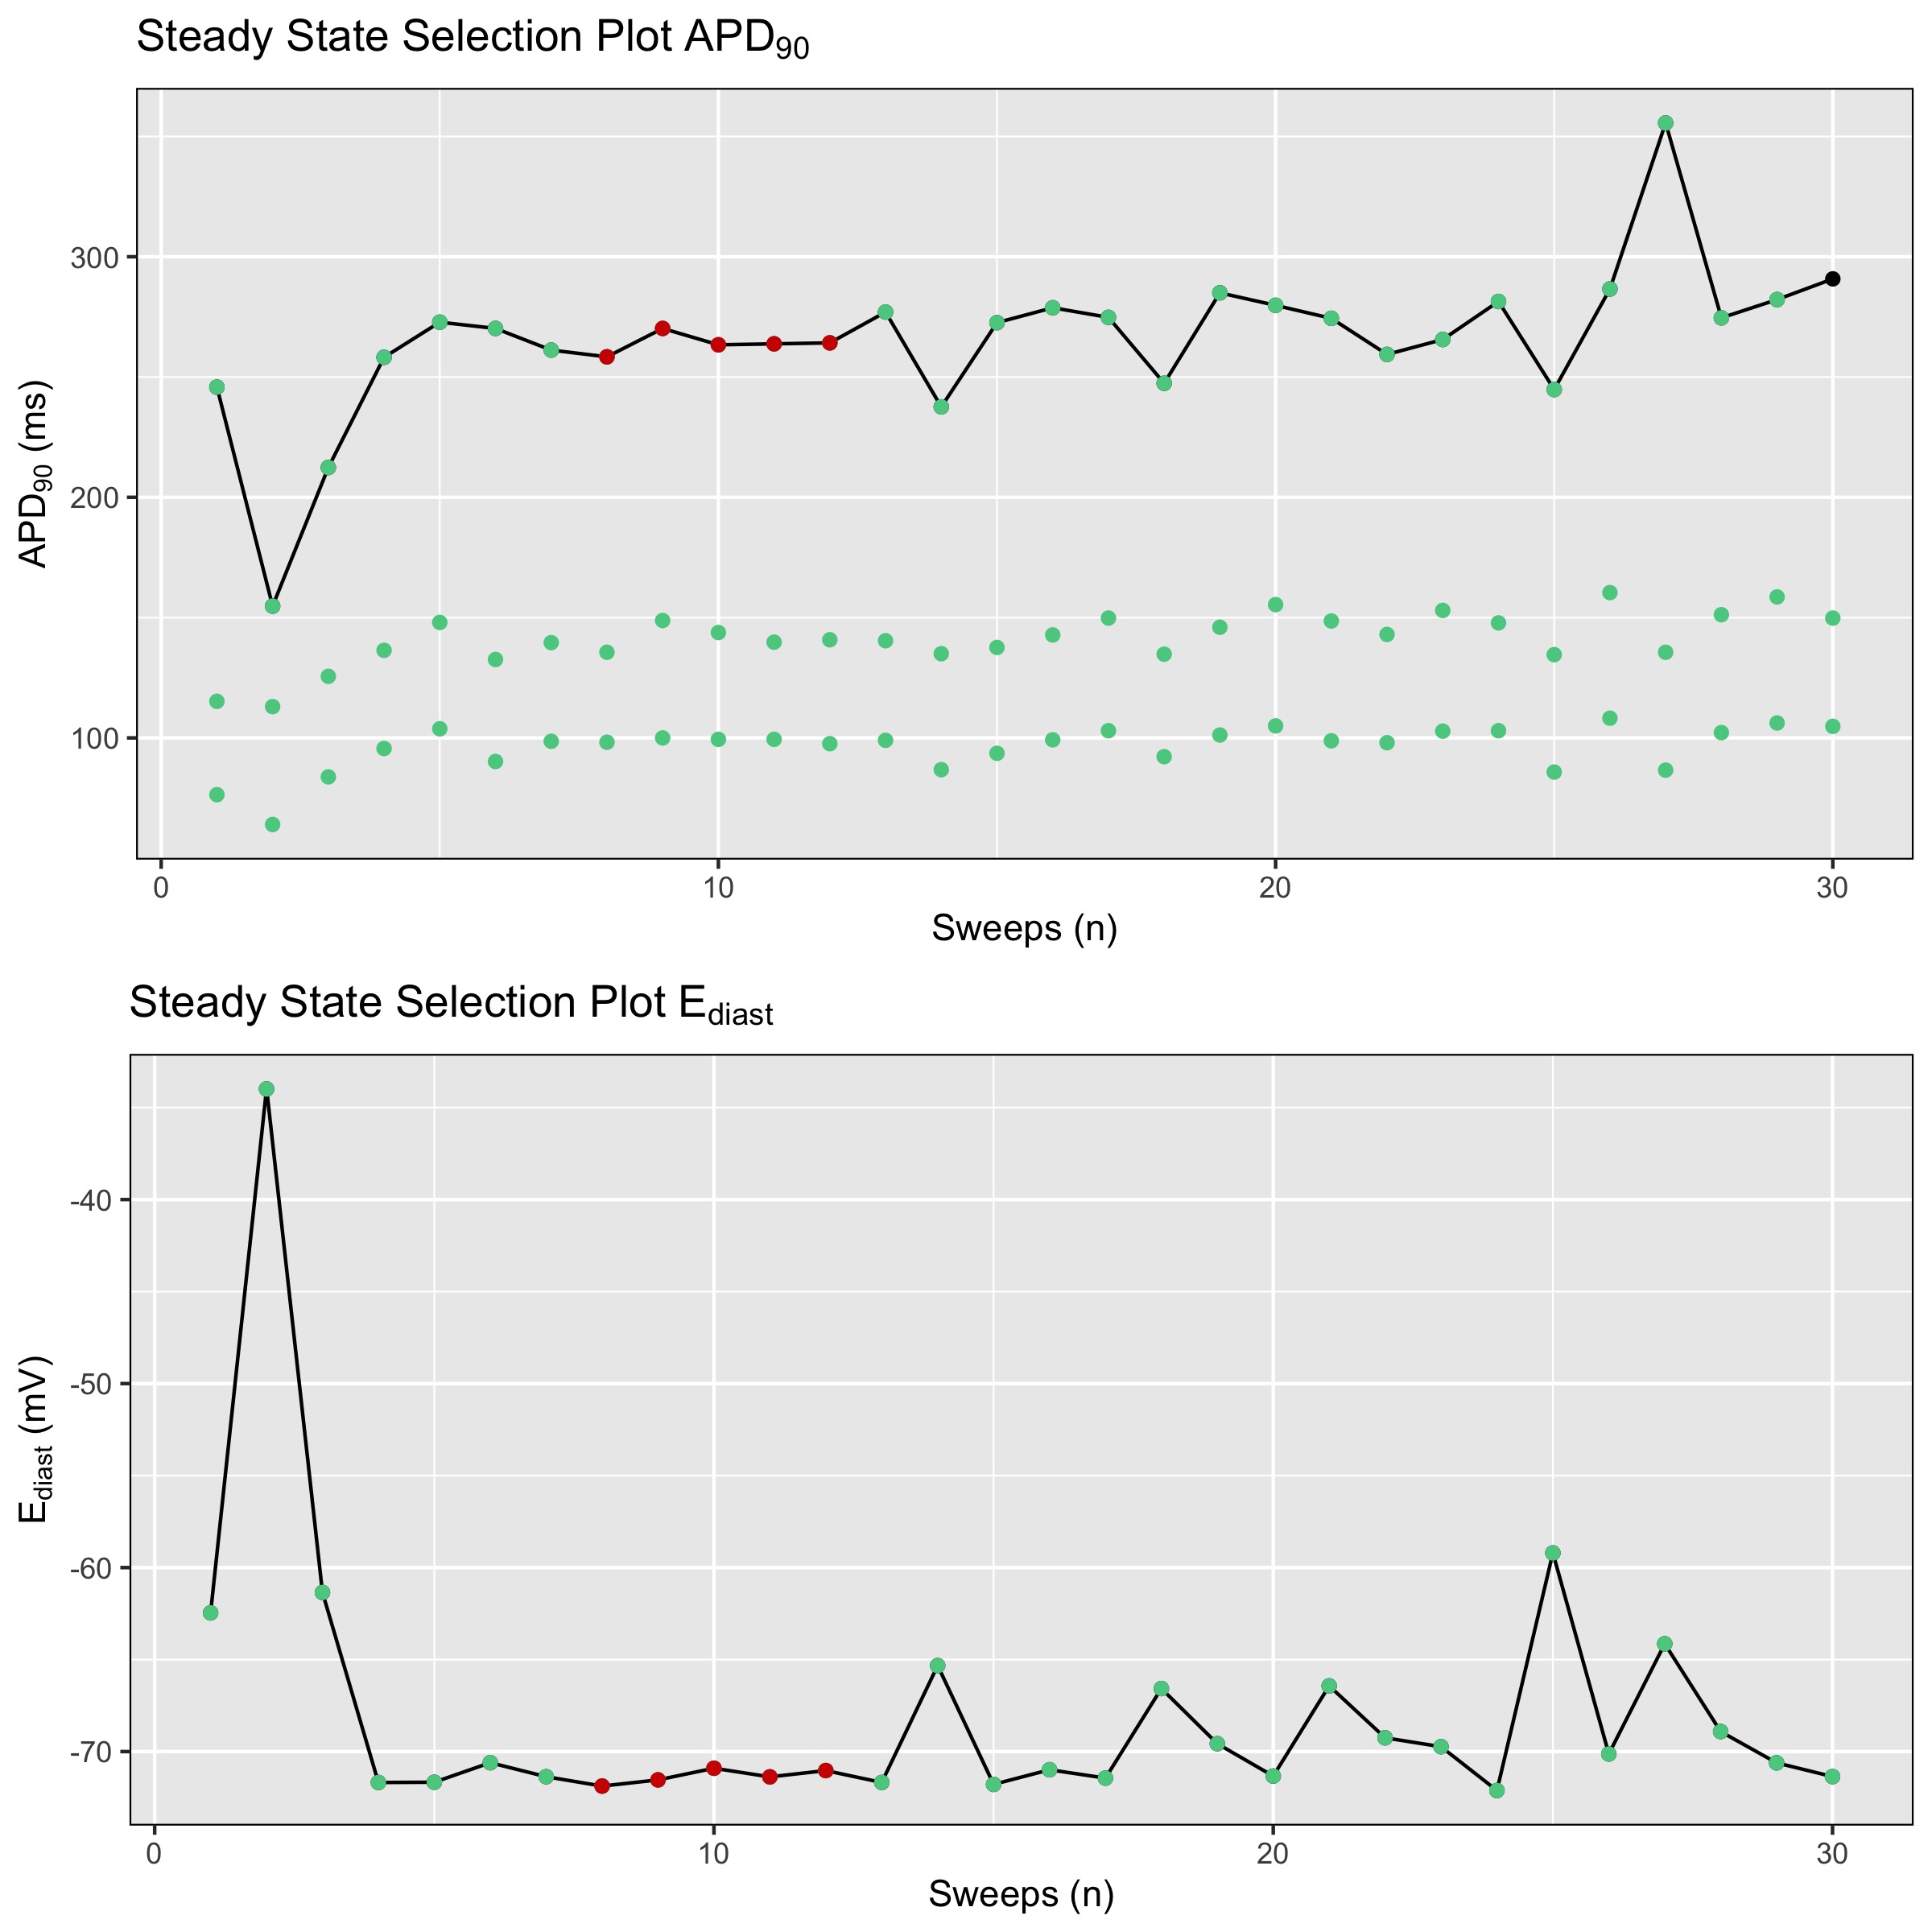 Steady State Selection Plot APD90
300
200
100
APD90 (ms)
0 10 20 30
Sweeps (n)
Steady State Selection Plot Ediast
-40
-50
-60
-70
Ediast (mV)
0 10 20 30
Sweeps (n)